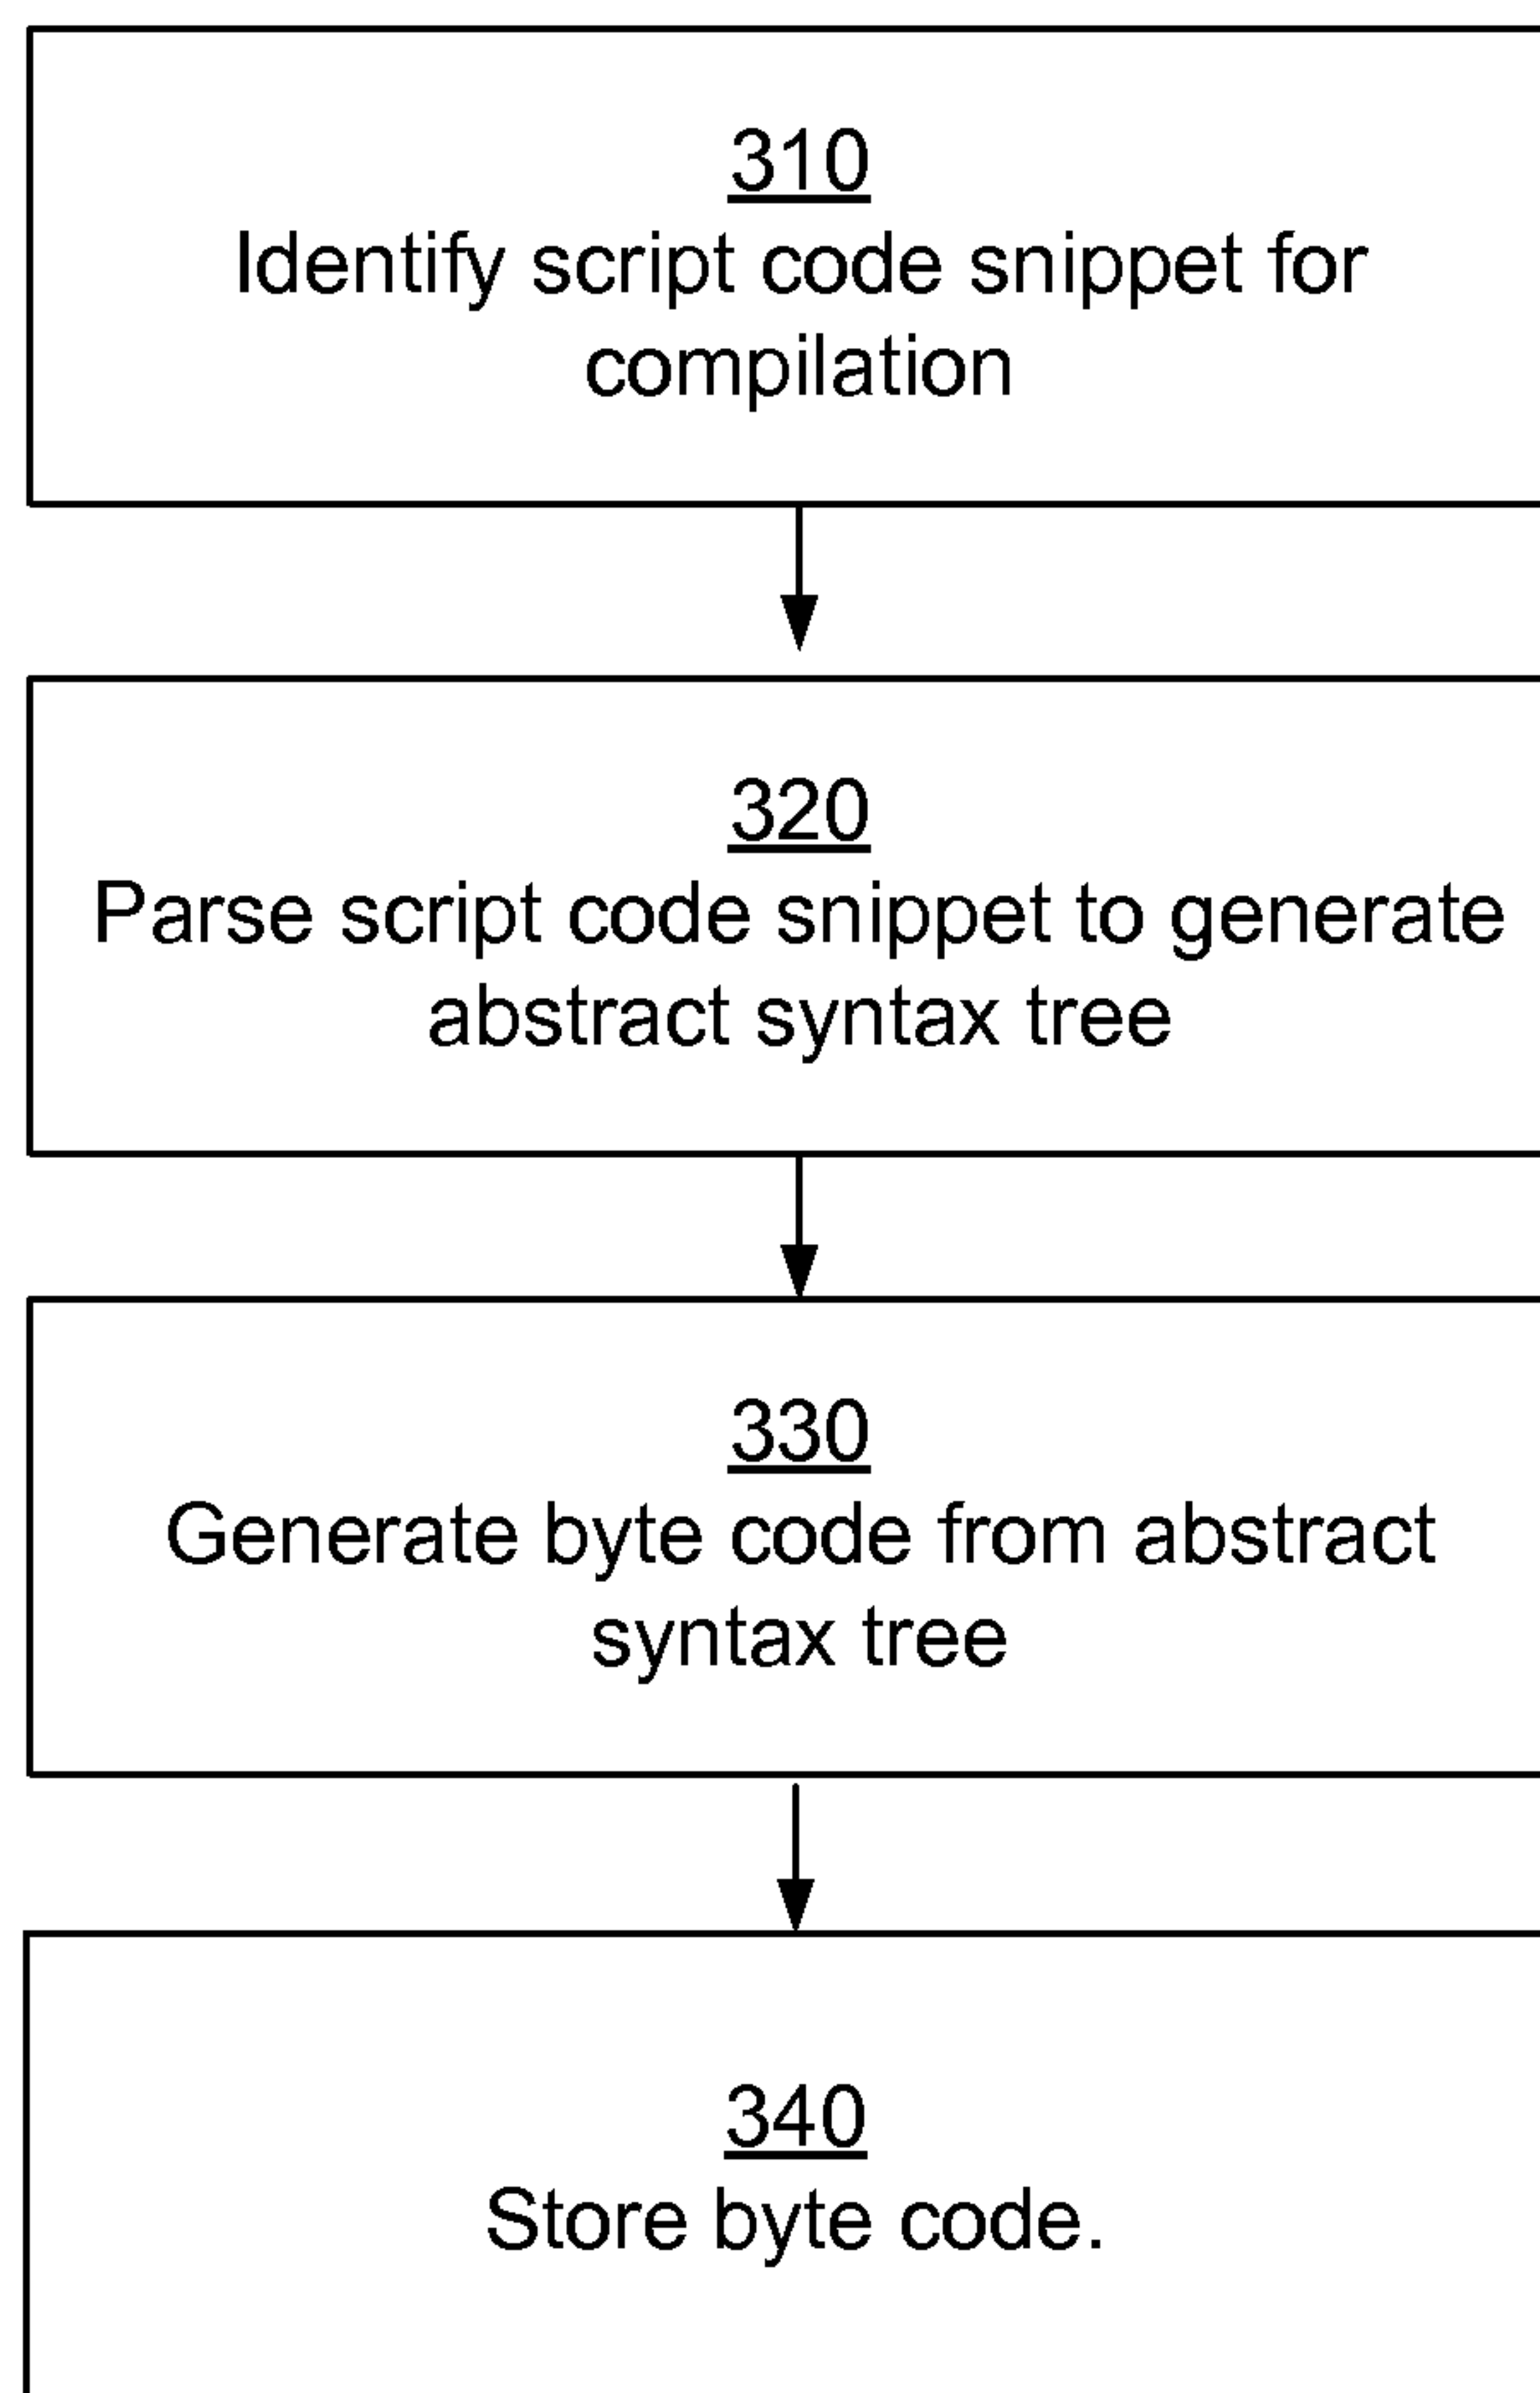 310
Identify script code snippet for
compilation
320
Parse script code snippet to generate
abstract syntax tree
330
Generate byte code from abstract
syntax tree
340
Store byte code.